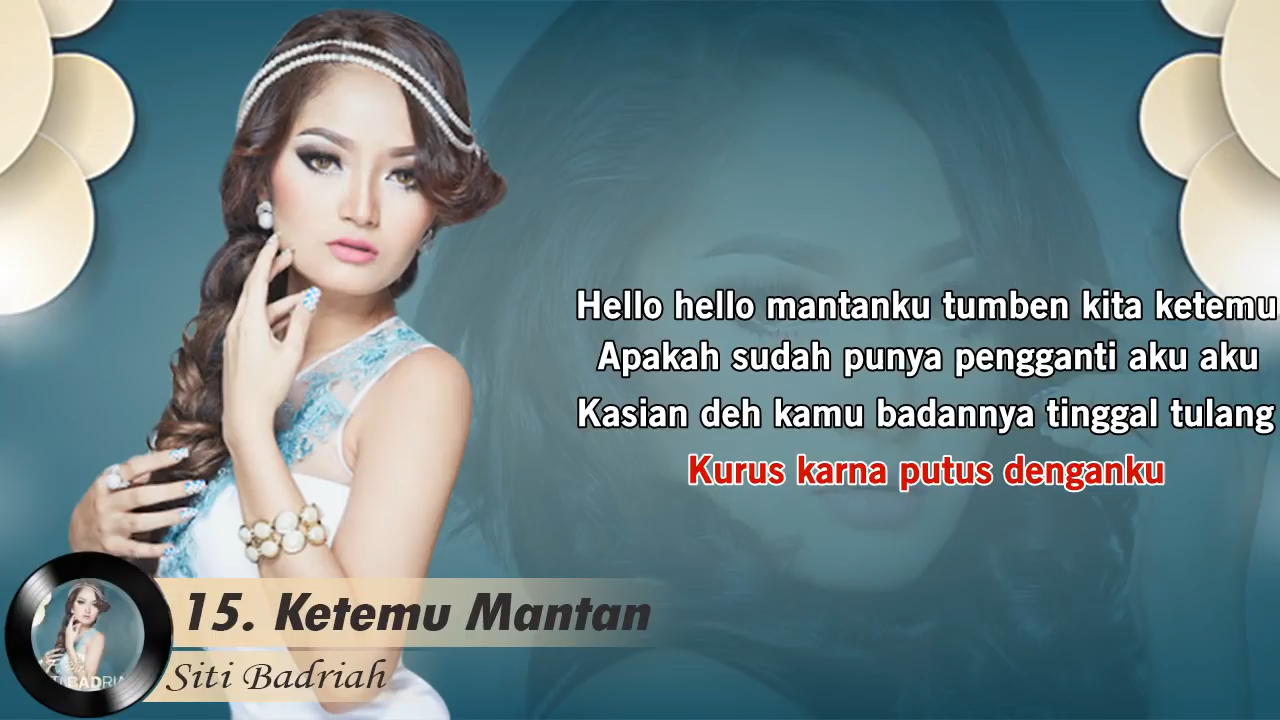 Hello hello mantanku tumben kita ketemu
Apakah sudah punya pengganti aku aku
Kasian deh kamu badannya tinggal tulang
Kurus karna putus denganku
15. Ketemu Mantan
Siti Badriah